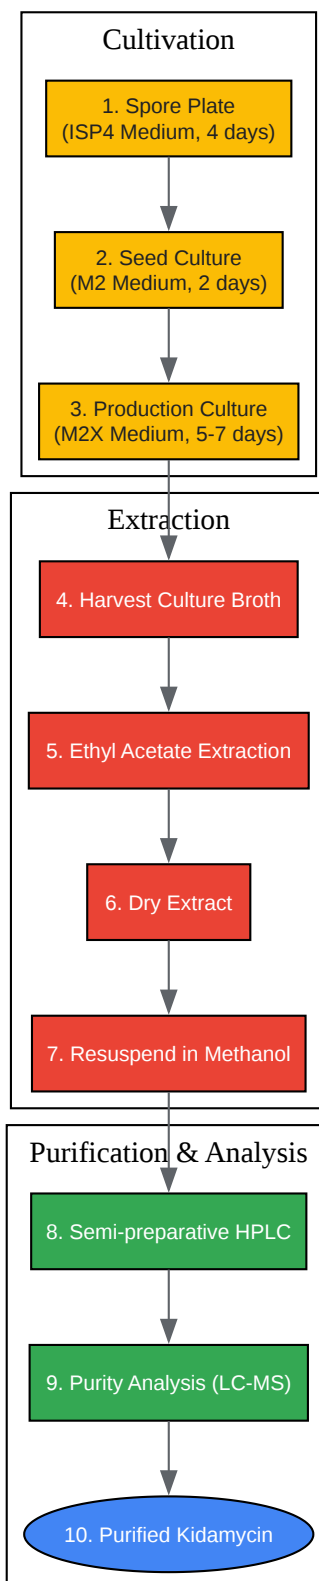 Cultivation
1. Spore Plate
(ISP4 Medium, 4 days)
2. Seed Culture
(M2 Medium, 2 days)
3. Production Culture
(M2X Medium, 5-7 days)
Extraction
4. Harvest Culture Broth
5. Ethyl Acetate Extraction
6. Dry Extract
7. Resuspend in Methanol
Purification & Analysis
8. Semi-preparative HPLC
9. Purity Analysis (LC-MS)
10. Purified Kidamycin